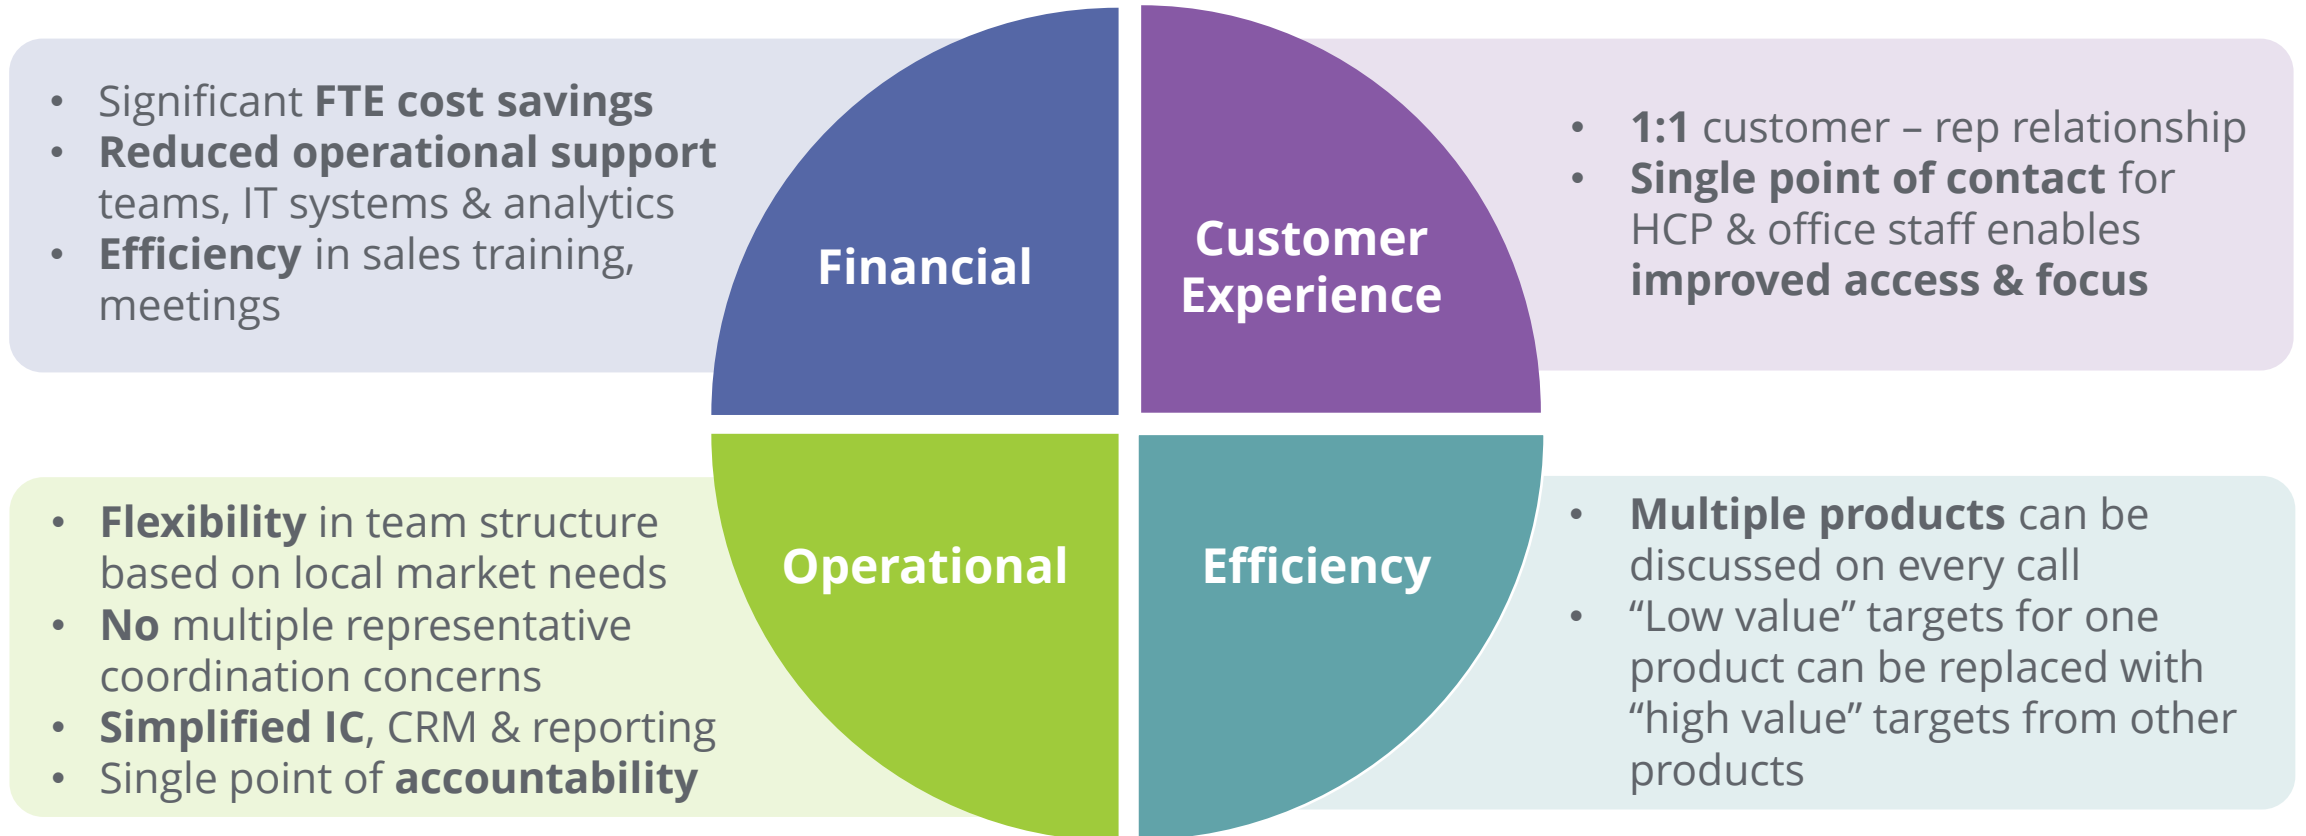 • Significant FTE cost savings
• Reduced operational support
teams, IT systems & analytics
• Efficiency in sales training,
meetings
Financial
Customer
Experience
• 1:1 customer – rep relationship
• Single point of contact for
HCP & office staff enables
improved access & focus
• Flexibility in team structure
based on local market needs
• No multiple representative
coordination concerns
• Simplified IC, CRM & reporting
• Single point of accountability
Operational
Efficiency
• Multiple products can be
discussed on every call
• “Low value” targets for one
product can be replaced with
“high value” targets from other
products